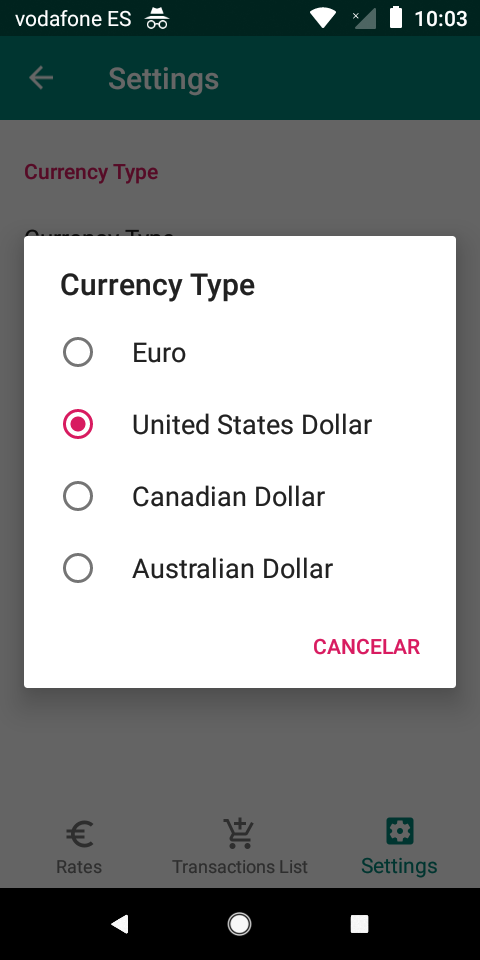 vodafone ES
10:03
Settings
Currency Type
Currency Type
Currency Type
Euro
United States Dollar
Canadian Dollar
Australian Dollar
CANCELAR
Rates
Transactions List
Settings